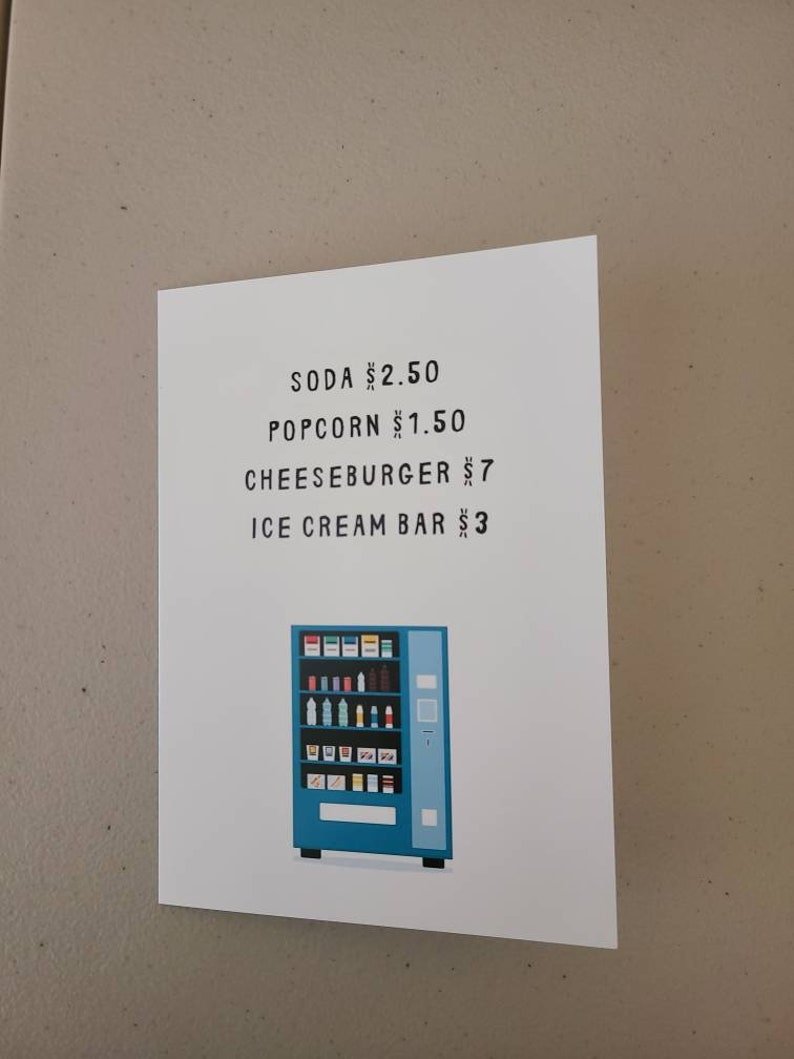 SODA $2.50
POPCORN $1.50
CHEESEBURGER $7
ICE CREAM BAR $3